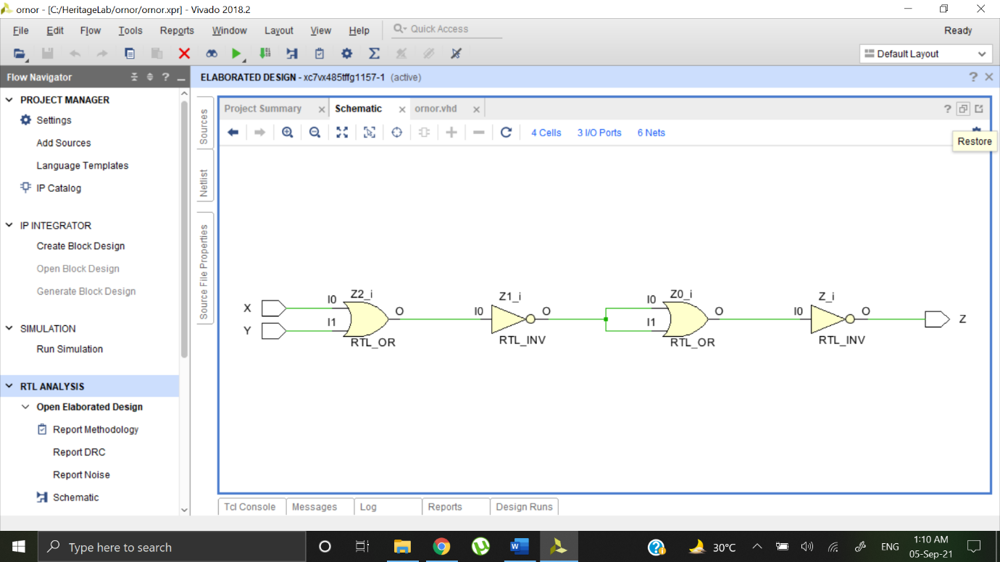 ornor - [C:/HeritageLab/ornor/ornor.xpr] - Vivado 2018.2
File Edit Flow Tools Reports Window Layout View Help Quick Access Ready
Default Layout
Flow Navigator
ELABORATED DESIGN - xc7vx485tffg1157-1 (active)
PROJECT MANAGER
Settings
Add Sources
Language Templates
IP Catalog
IP INTEGRATOR
Create Block Design
Open Block Design
Generate Block Design
SIMULATION
Run Simulation
RTL ANALYSIS
Open Elaborated Design
Report Methodology
Report DRC
Report Noise
Schematic
Sources
Netlist
Source File Properties
Project Summary Schematic ornor.vhd
4 Cells 3 I/O Ports 6 Nets
Restore
X I0 Z2_i O I0 Z1_i O I0 Z0_i O I0 Z_i O Z
Y I1 RTL_OR RTL_INV I1 RTL_OR RTL_INV
Tcl Console Messages Log Reports Design Runs
Type here to search
30°C ENG
1:10 AM
05-Sep-21